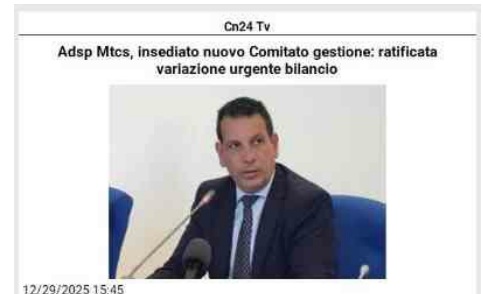 Cn24 Tv
Adsp Mtcs, insediato nuovo Comitato gestione: ratificata
variazione urgente bilancio
12/29/2025 15:45